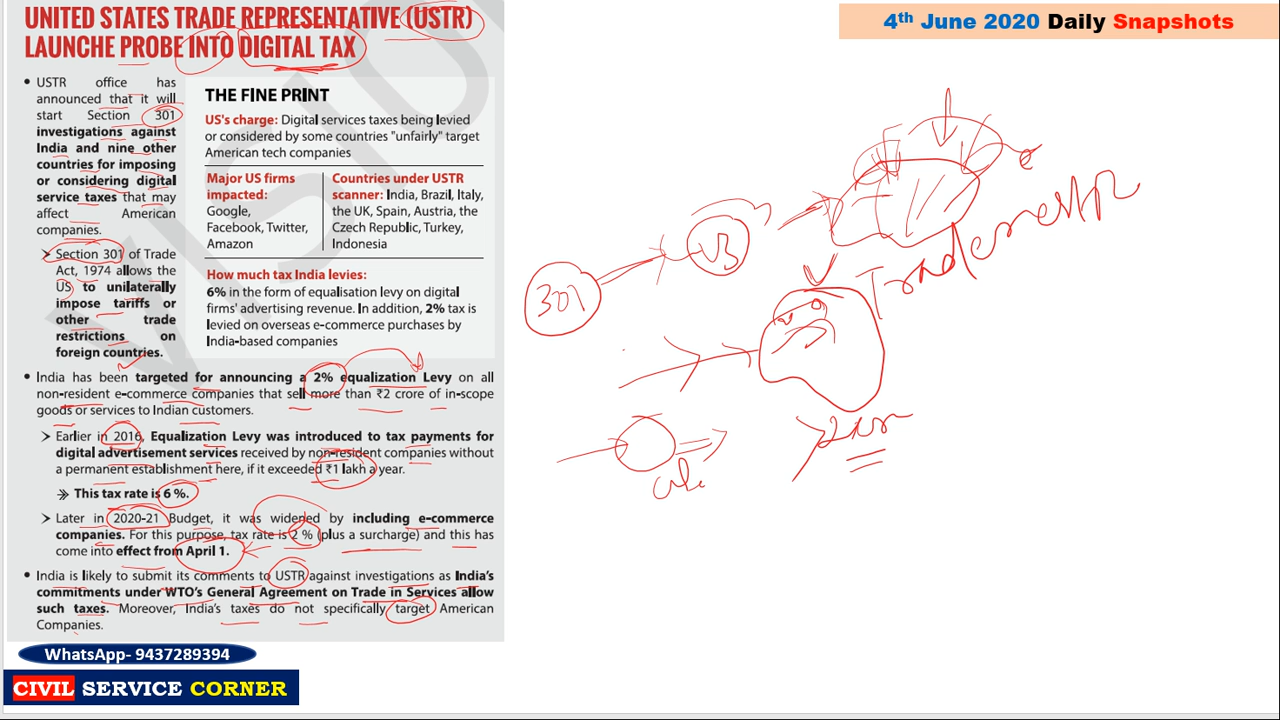 UNITED STATES TRADE REPRESENTATIVE (USTR)
LAUNCHE PROBE INTO DIGITAL TAX
4th June 2020 Daily Snapshots
• USTR office has
announced that it will
start Section 301
investigations against
India and nine other
countries for imposing
or considering digital
service taxes that may
affect American
companies.
➤ Section 301 of Trade
Act, 1974 allows the
US to unilaterally
impose tariffs or
other trade
restrictions on
foreign countries.
THE FINE PRINT
US's charge: Digital services taxes being levied
or considered by some countries "unfairly" target
American tech companies
Major US firms
impacted:
Google,
Facebook, Twitter,
Amazon
Countries under USTR
scanner: India, Brazil, Italy,
the UK, Spain, Austria, the
Czech Republic, Turkey,
Indonesia
How much tax India levies:
6% in the form of equalisation levy on digital
firms' advertising revenue. In addition, 2% tax is
levied on overseas e-commerce purchases by
India-based companies
• India has been targeted for announcing a 2% equalization Levy on all
non-resident e-commerce companies that sell more than ₹2 crore of in-scope
goods or services to Indian customers.
➤ Earlier in 2016, Equalization Levy was introduced to tax payments for
digital advertisement services received by non-resident companies without
a permanent establishment here, if it exceeded ₹1 lakh a year.
» This tax rate is 6 %.
➤ Later in 2020-21 Budget, it was widened by including e-commerce
companies. For this purpose, tax rate is 2 % (plus a surcharge) and this has
come into effect from April 1.
• India is likely to submit its comments to USTR against investigations as India's
commitments under WTO's General Agreement on Trade in Services allow
such taxes. Moreover, India's taxes do not specifically target American
Companies.
301
WhatsApp- 9437289394
CIVIL SERVICE CORNER